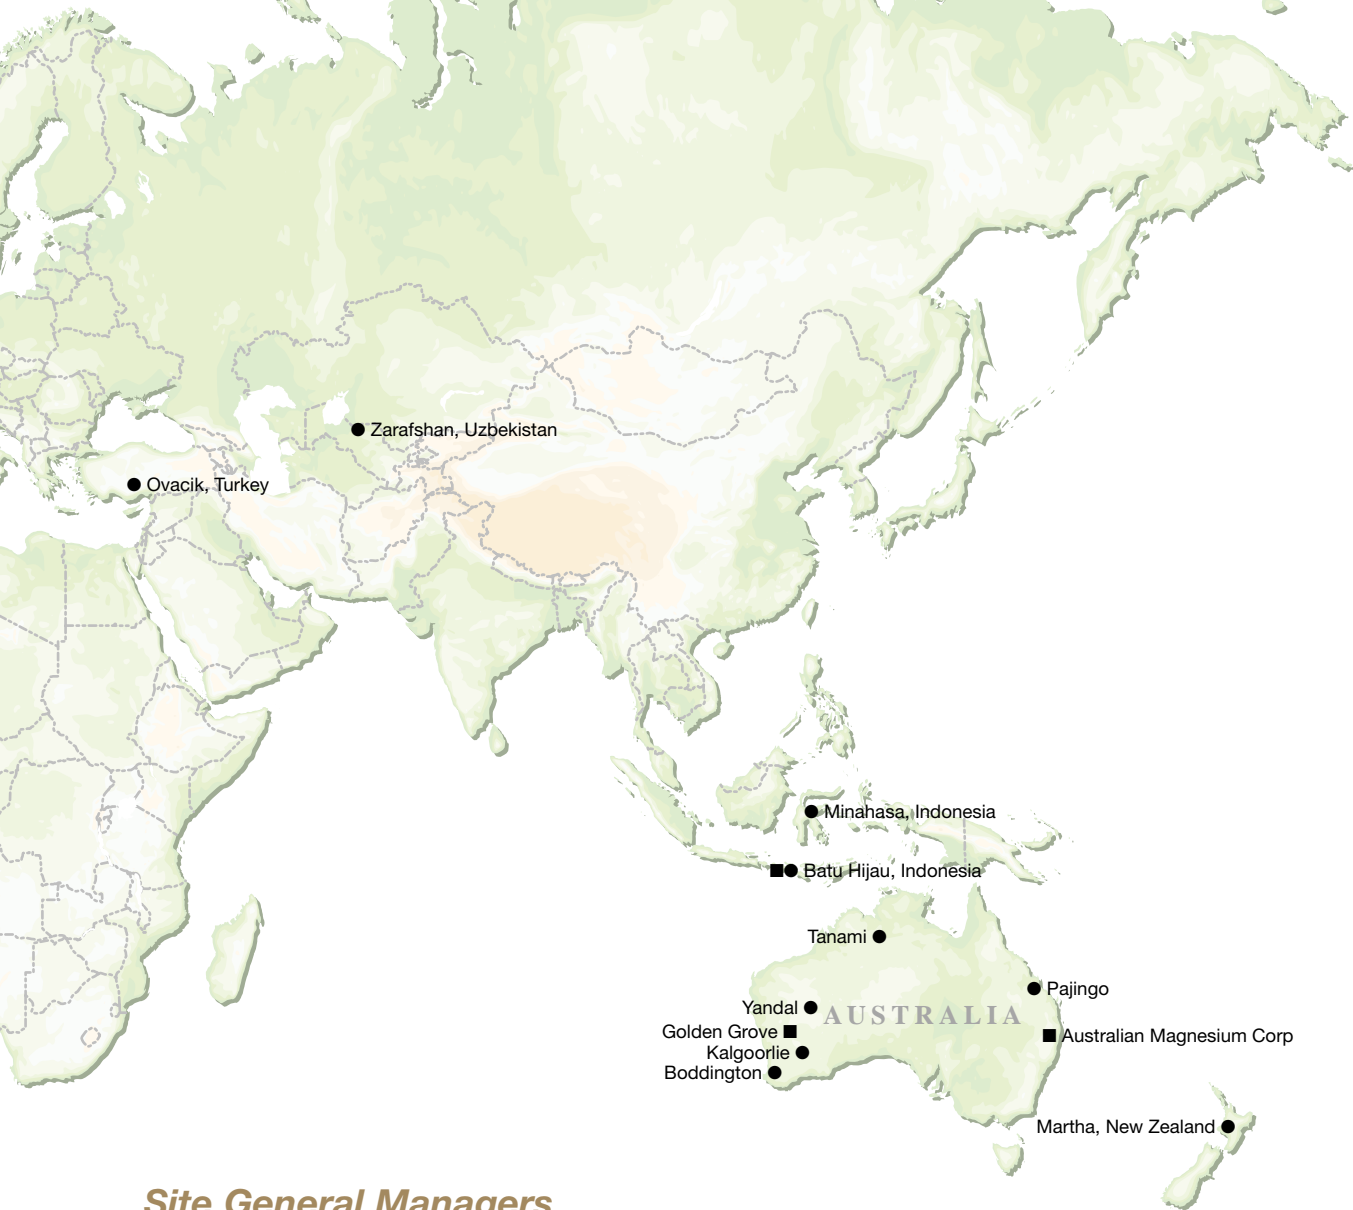 Zarafshan, Uzbekistan
Ovacik, Turkey
Minahasa, Indonesia
Batu Hijau, Indonesia
Tanami
Pajingo
Yandal
AUSTRALIA
Golden Grove
Australian Magnesium Corp
Kalgoorlie
Boddington
Martha, New Zealand
Site General Managers